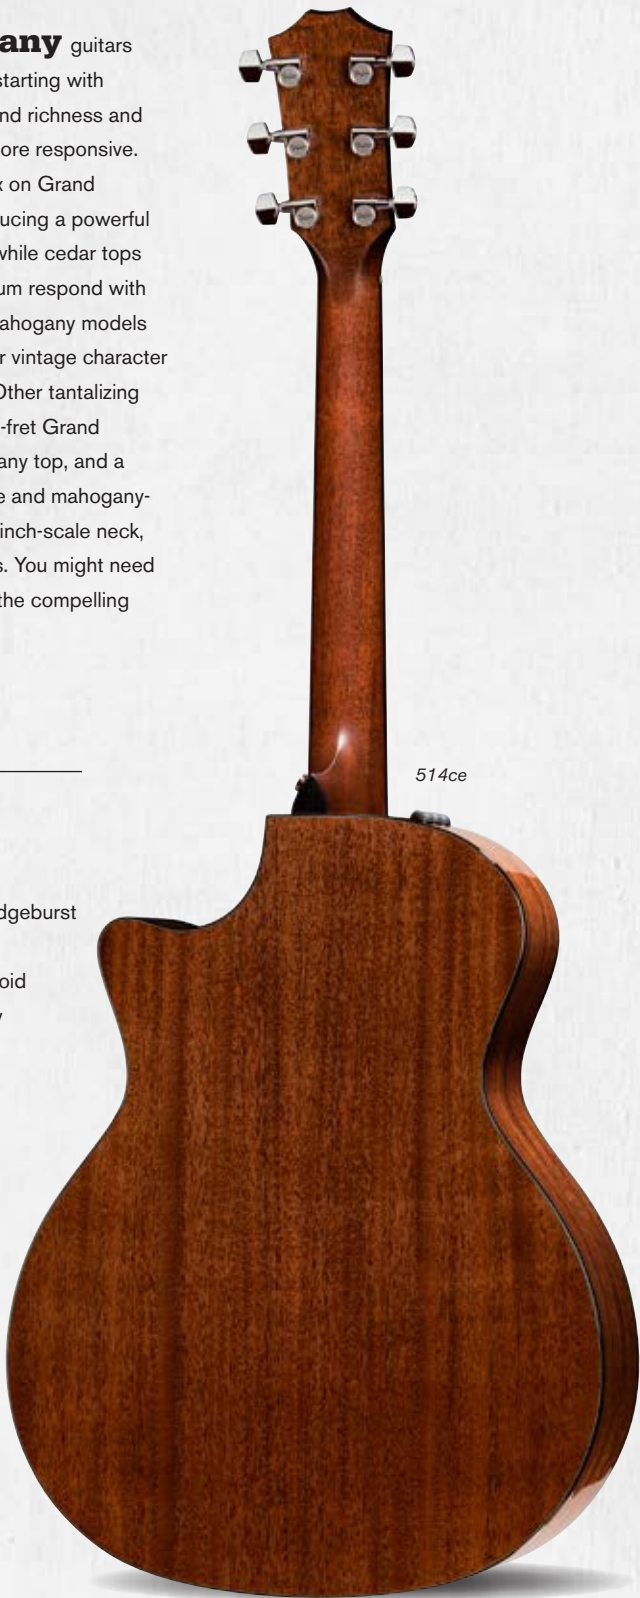 any guitars
starting with
nd richness and
ore responsive.
x on Grand
ucing a powerful
while cedar tops
um respond with
ahogany models
r vintage character
Other tantalizing
-fret Grand
any top, and a
e and mahogany-
inch-scale neck,
s. You might need
the compelling
514ce
dgeburst
oid
y